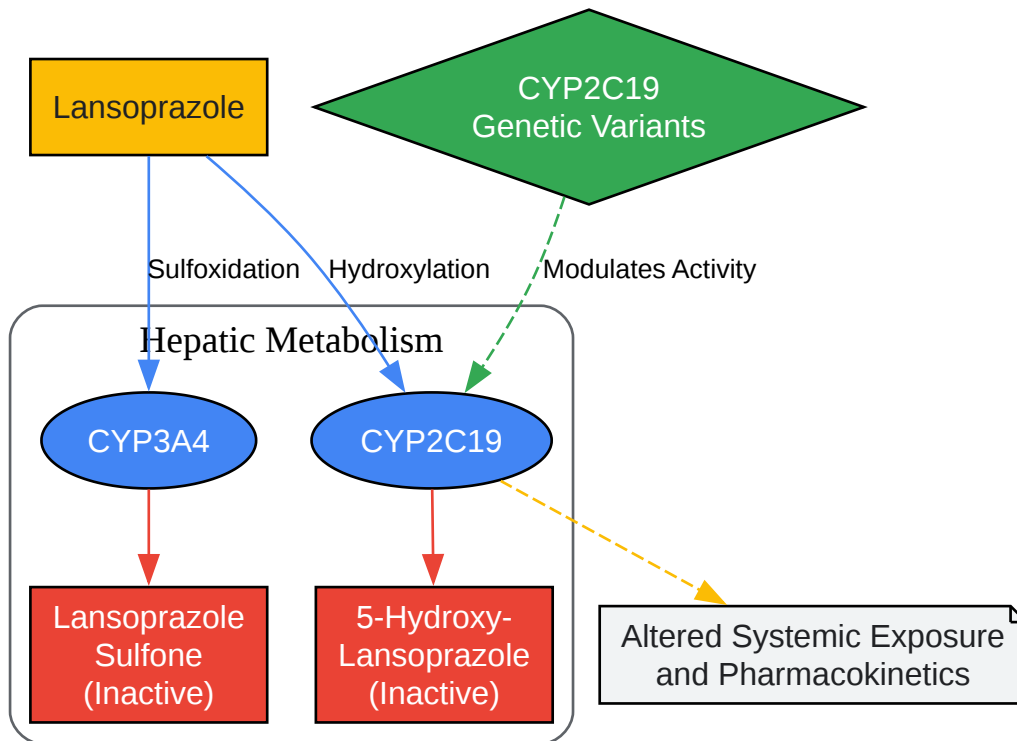 Lansoprazole
CYP2C19
Genetic Variants
Sulfoxidation
Hydroxylation
Modulates Activity
Hepatic Metabolism
CYP3A4
CYP2C19
Lansoprazole
Sulfone
(Inactive)
5-Hydroxy-
Lansoprazole
(Inactive)
Altered Systemic Exposure
and Pharmacokinetics